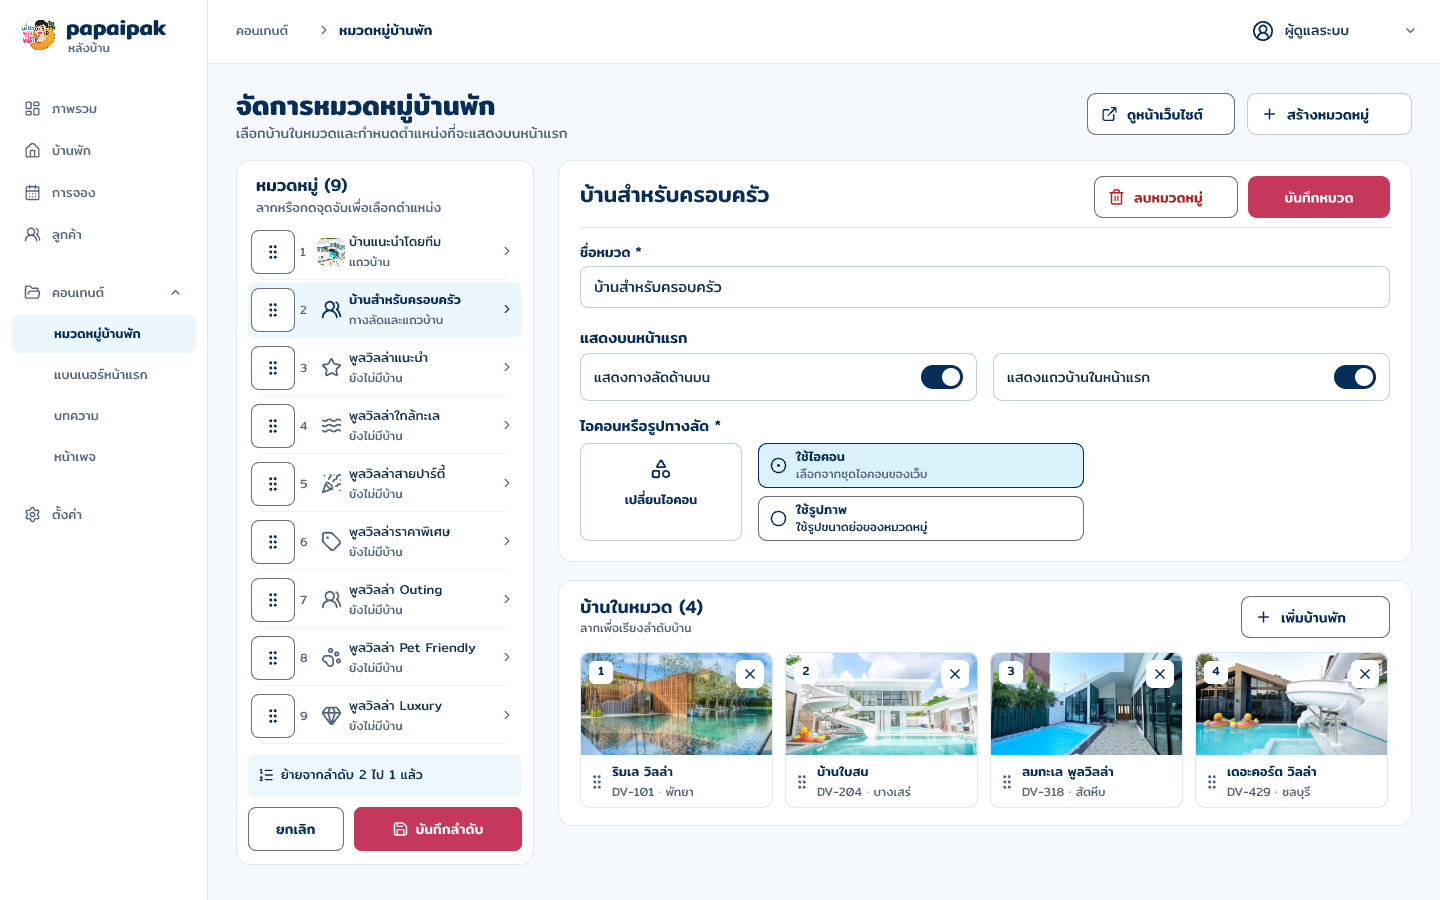 papaipak
หลังบ้าน
ภาพรวม
บ้านพัก
การจอง
ลูกค้า
คอนเทนต์
หมวดหมู่บ้านพัก
แบนเนอร์หน้าแรก
บทความ
หน้าเพจ
ตั้งค่า
คอนเทนต์
หมวดหมู่บ้านพัก
ผู้ดูแลระบบ
จัดการหมวดหมู่บ้านพัก
เลือกบ้านในหมวดและกำหนดตำแหน่งที่จะแสดงบนหน้าแรก
ดูหน้าเว็บไซต์
สร้างหมวดหมู่
หมวดหมู่ (9)
ลากหรือกดจุดจับเพื่อเลือกตำแหน่ง
1 บ้านแนะนำโดยทีม
แถวบ้าน
2 บ้านสำหรับครอบครัว
ทางลัดและแถวบ้าน
3 พูลวิลล่าแนะนำ
ยังไม่มีบ้าน
4 พูลวิลล่าใกล้ทะเล
ยังไม่มีบ้าน
5 พูลวิลล่าสายปาร์ตี้
ยังไม่มีบ้าน
6 พูลวิลล่าราคาพิเศษ
ยังไม่มีบ้าน
7 พูลวิลล่า Outing
ยังไม่มีบ้าน
8 พูลวิลล่า Pet Friendly
ยังไม่มีบ้าน
9 พูลวิลล่า Luxury
ยังไม่มีบ้าน
ย้ายจากลำดับ 2 ไป 1 แล้ว
ยกเลิก
บันทึกลำดับ
บ้านสำหรับครอบครัว
ลบหมวดหมู่
บันทึกหมวด
ชื่อหมวด *
บ้านสำหรับครอบครัว
แสดงบนหน้าแรก
แสดงทางลัดด้านบน
แสดงแถวบ้านในหน้าแรก
ไอคอนหรือรูปทางลัด *
เปลี่ยนไอคอน
ใช้ไอคอน
เลือกจากชุดไอคอนของเว็บ
ใช้รูปภาพ
ใช้รูปขนาดย่อของหมวดหมู่
บ้านในหมวด (4)
ลากเพื่อเรียงลำดับบ้าน
เพิ่มบ้านพัก
1
ริมเล วิลล่า
DV-101 · พัทยา
2
บ้านใบสน
DV-204 · บางเสร่
3
ลมทะเล พูลวิลล่า
DV-318 · สัตหีบ
4
เดอะคอร์ต วิลล่า
DV-429 · ชลบุรี